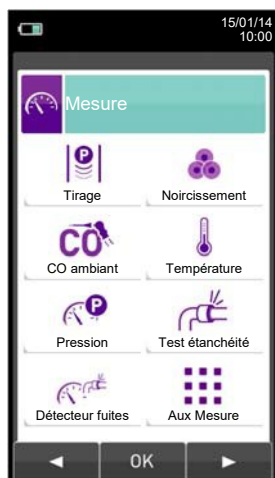 15/01/14
10:00
Mesure
P
Tirage
Noircissement
CO
CO ambiant
Température
P
Pression
Test étanchéité
Détecteur fuites
Aux Mesure
OK